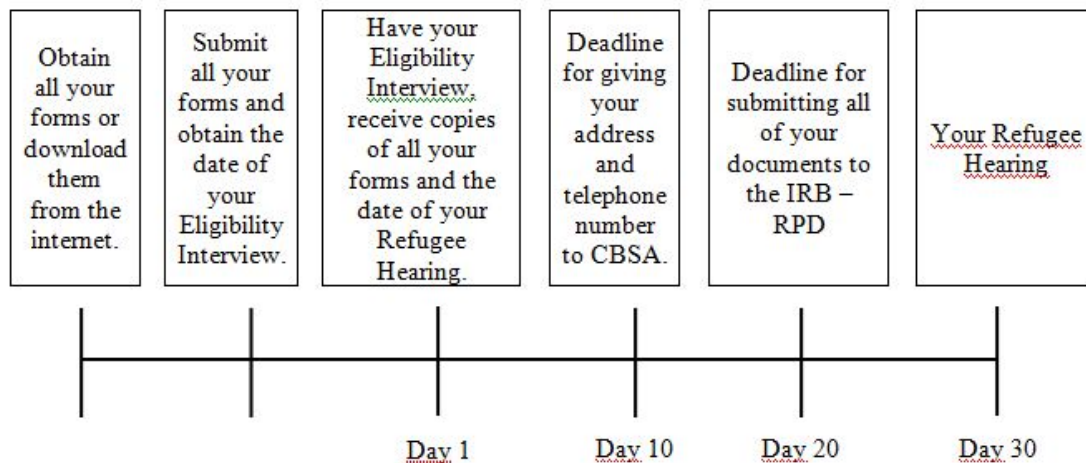 Obtain
all your
forms or
download
them
from the
internet.
Submit
all your
forms and
obtain the
date of
your
Eligibility
Interview.
Have your
Eligibility
Interview,
receive copies
of all your
forms and the
date of your
Refugee
Hearing.
Deadline
for giving
your
address
and
telephone
number
to CBSA.
Deadline for
submitting all
of your
documents to
the IRB –
RPD
Your Refugee
Hearing
Day 1
Day 10
Day 20
Day 30